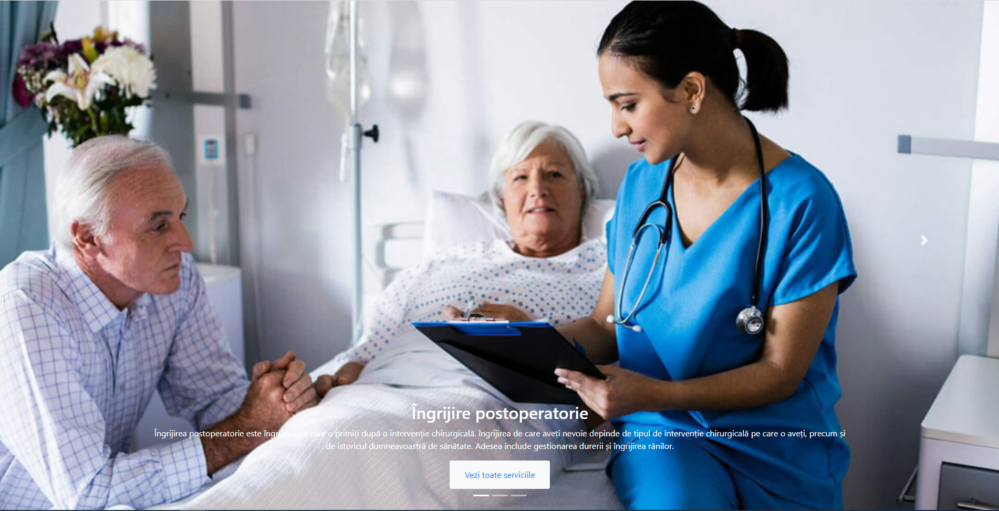 Îngrijire postoperatorie
Îngrijirea postoperatorie este îngrijirea pe care o primiți după o intervenție chirurgicală. îngrijirea de care aveți nevoie depinde de tipul de intervenție chirurgicală pe care o aveți, precum și
de istoricul dumneavoastră de sănătate. Adesea include gestionarea durerii și îngrijirea rănilor.
Vezi toate serviciile